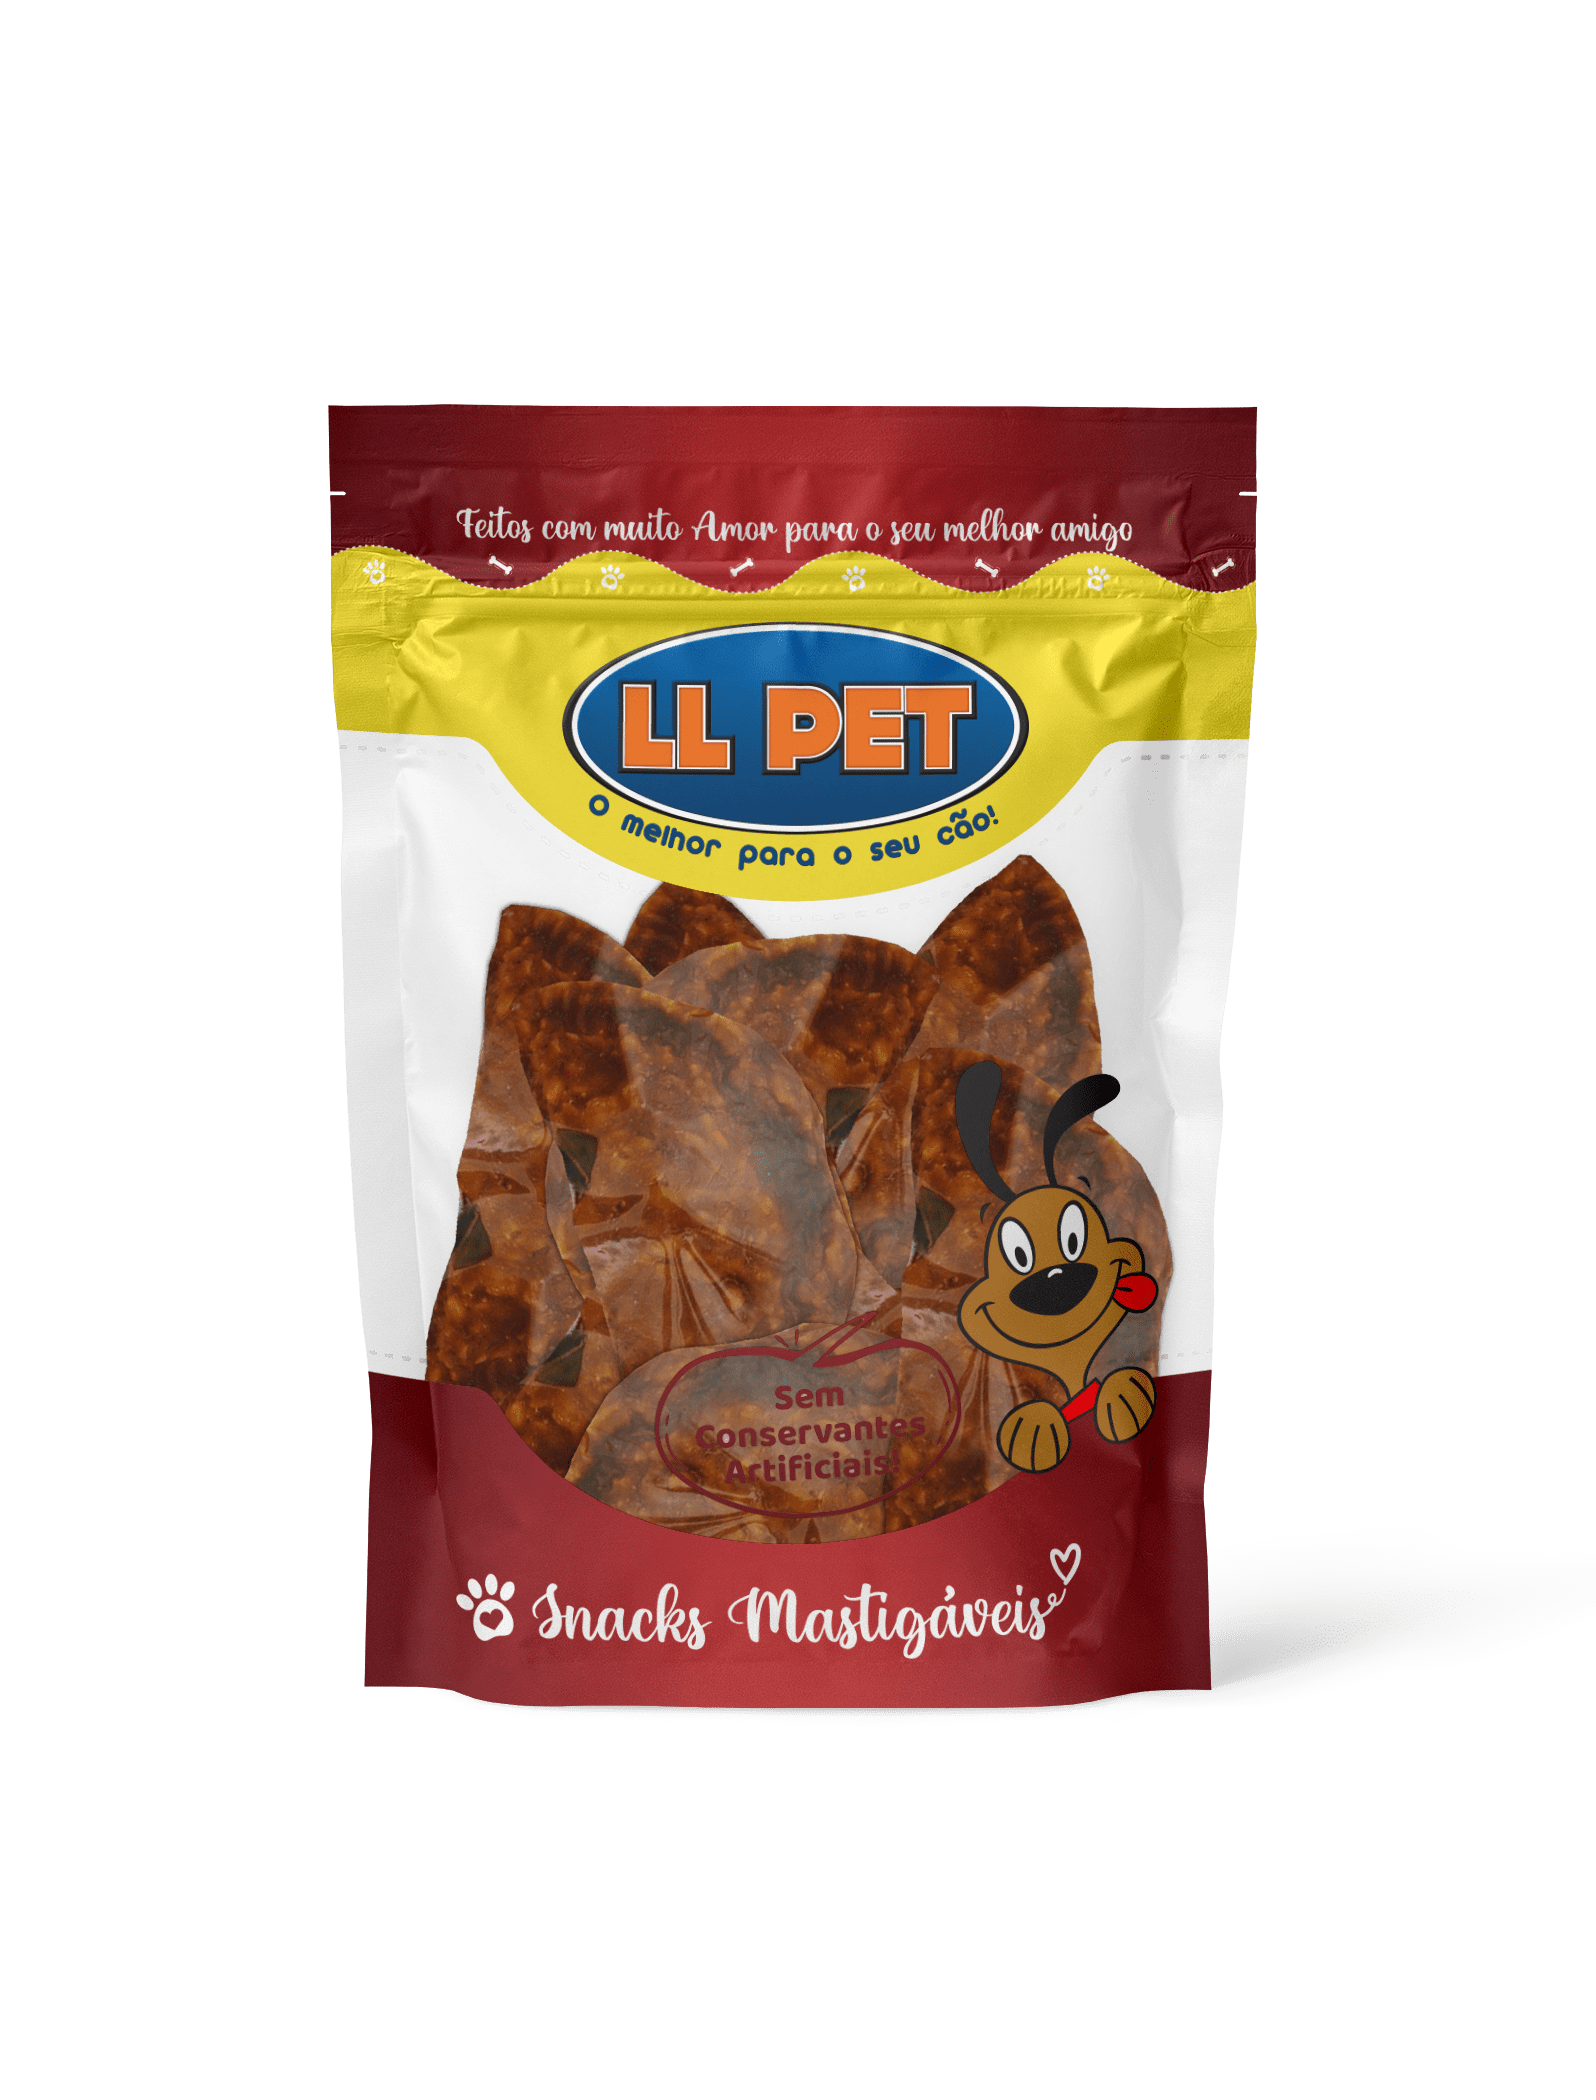 Feitos com muito Amor para o seu melhor amigo
LL PET
O melhor para o seu cão!
Sem
Conservantes
Artificiais!
Snacks Mastigáveis